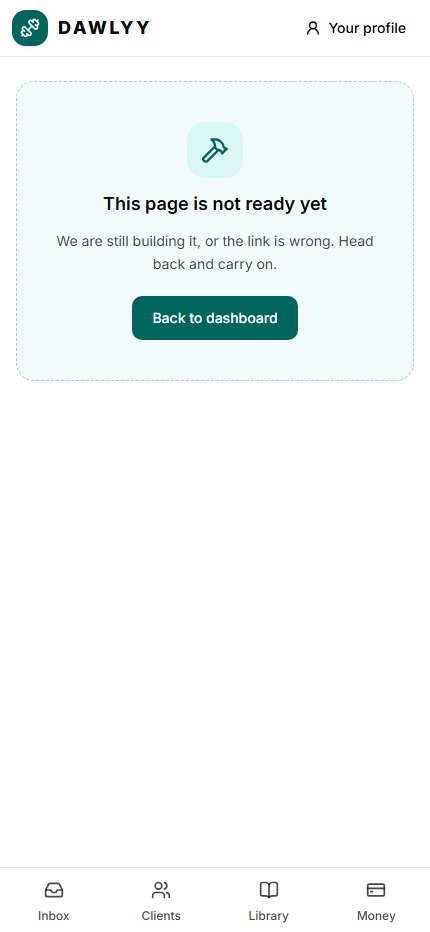 DAWLYY
Your profile
This page is not ready yet
We are still building it, or the link is wrong. Head
back and carry on.
Back to dashboard
Inbox
Clients
Library
Money